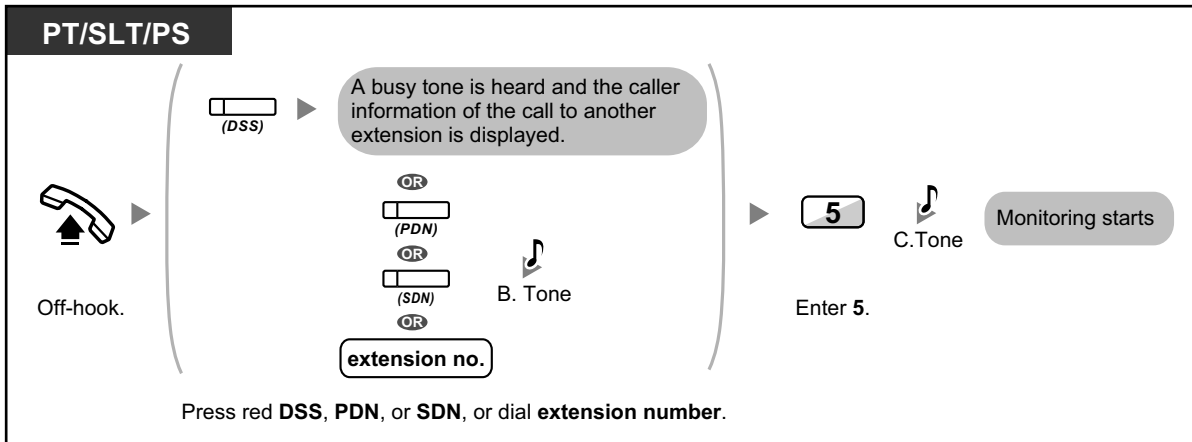 PT/SLT/PS
(DSS)
A busy tone is heard and the caller
information of the call to another
extension is displayed.
OR
(PDN)
OR
(SDN)
B. Tone
OR
extension no.
5
C.Tone
Monitoring starts
Off-hook.
Enter 5.
Press red DSS, PDN, or SDN, or dial extension number.